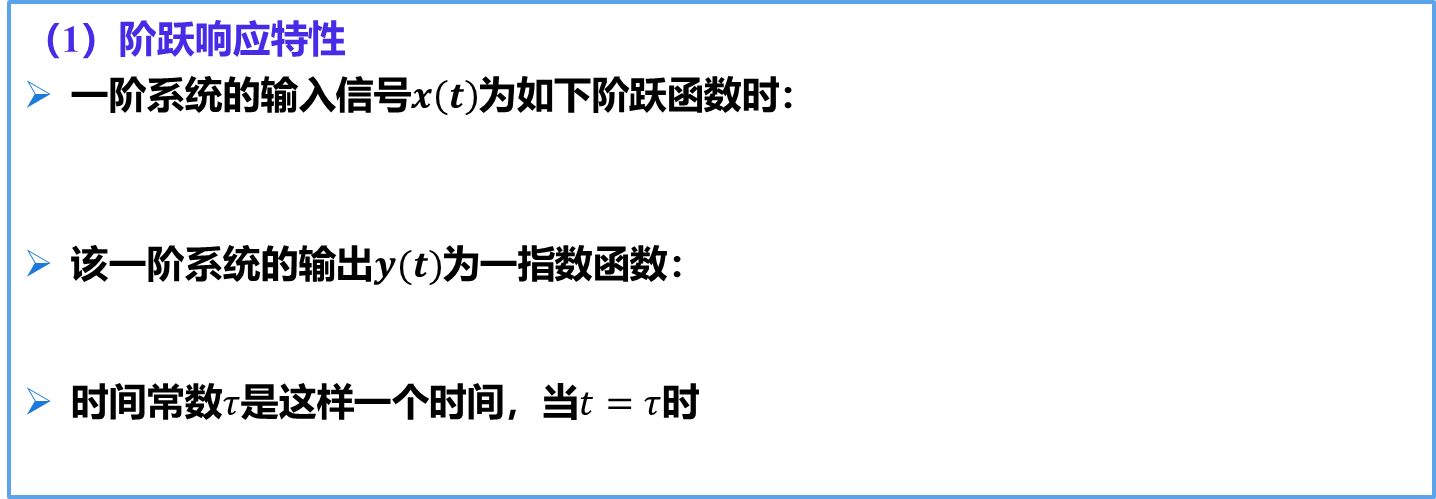 （1）阶跃响应特性
➢ 一阶系统的输入信号x(t)为如下阶跃函数时：
➢ 该一阶系统的输出y(t)为一指数函数：
➢ 时间常数τ是这样一个时间，当t = τ时